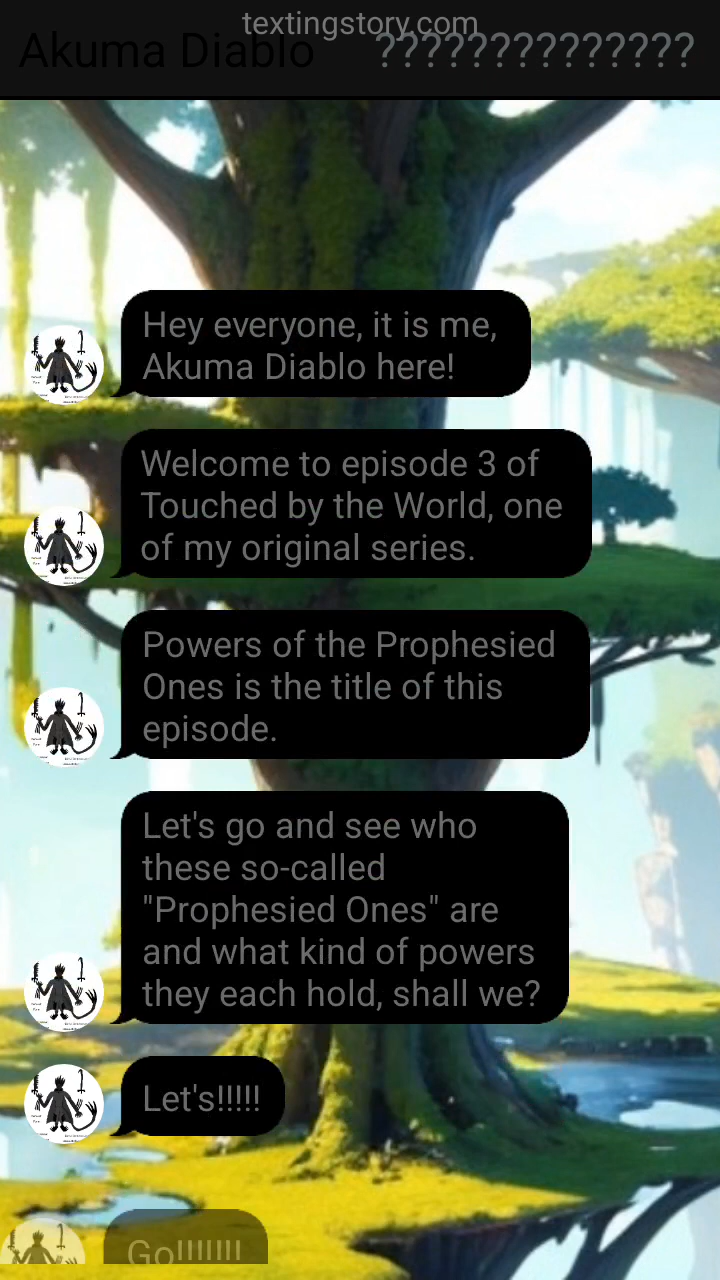 textingstory.com
Akuma Diablo ??????????????
Hey everyone, it is me,
Akuma Diablo here!
Welcome to episode 3 of
Touched by the World, one
of my original series.
Powers of the Prophesied
Ones is the title of this
episode.
Let's go and see who
these so-called
"Prophesied Ones" are
and what kind of powers
they each hold, shall we?
Let's!!!!!
Go!!!!!!!